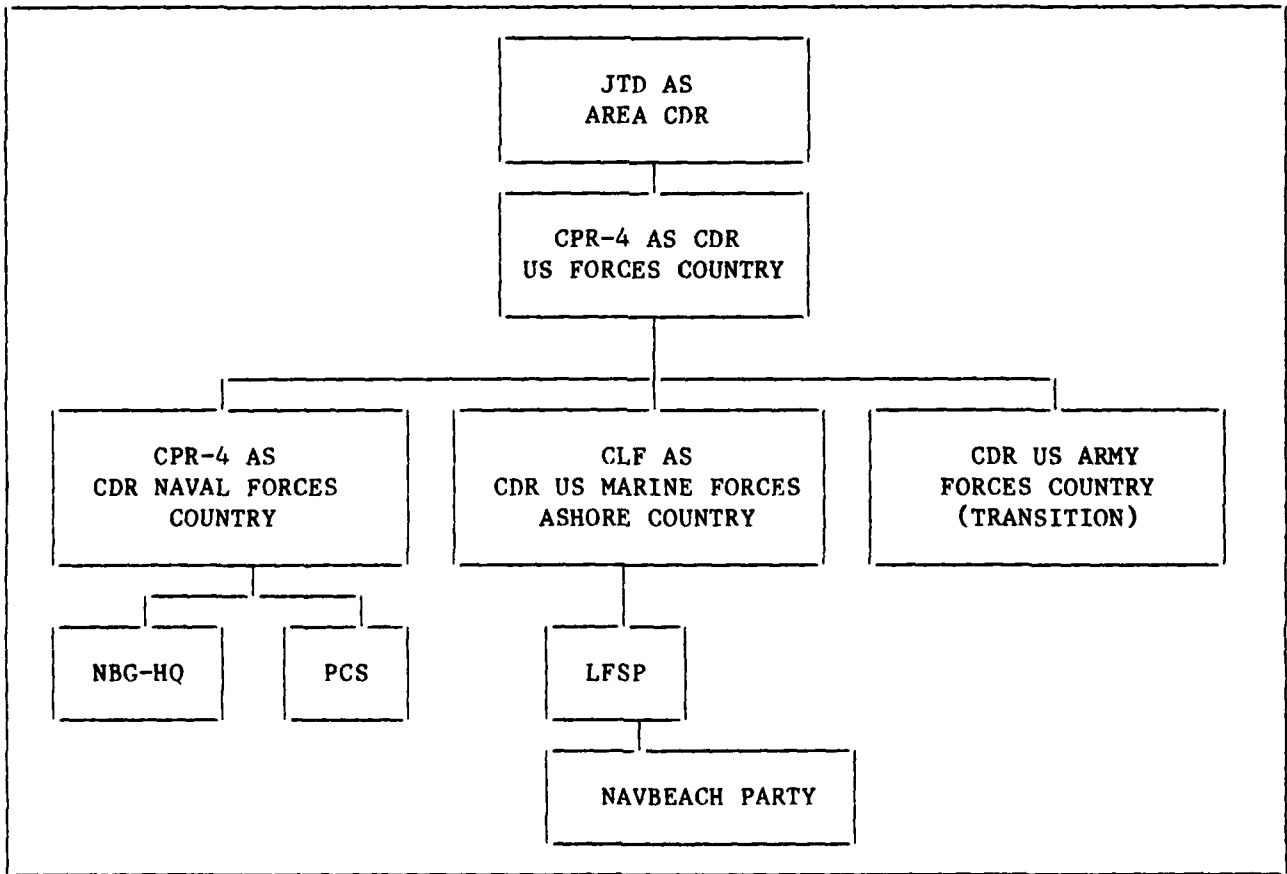 JTD AS
AREA CDR
CPR-4 AS CDR
US FORCES COUNTRY
CPR-4 AS
CDR NAVAL FORCES
COUNTRY
CLF AS
CDR US MARINE FORCES
ASHORE COUNTRY
CDR US ARMY
FORCES COUNTRY
(TRANSITION)
NBG-HQ
PCS
LFSP
NAVBEACH PARTY